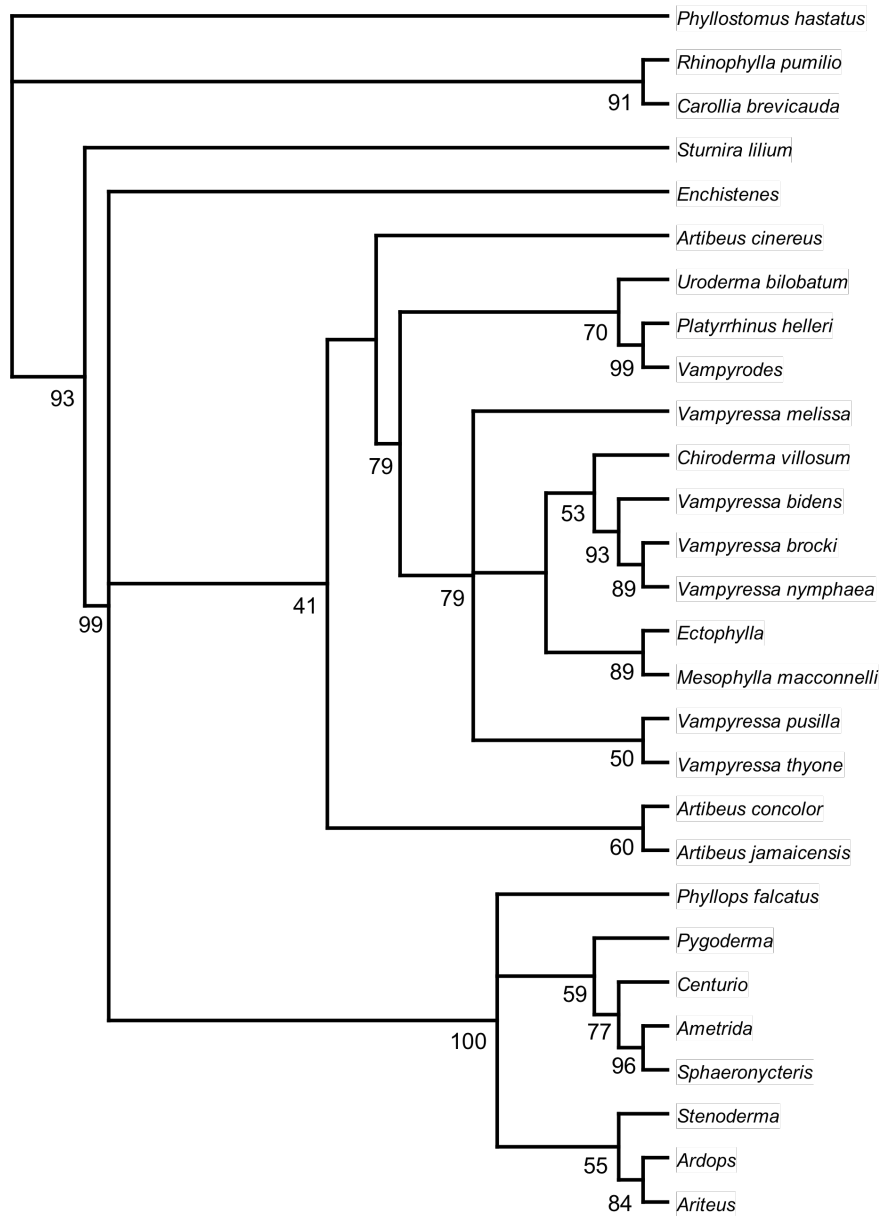 Phyllostomus hastatus
Rhinophylla pumilio
91
Carollia brevicauda
Sturnira lilium
Enchistenes
Artibeus cinereus
Uroderma bilobatum
70
Platyrrhinus helleri
99
Vampyrodes
93
Vampyressa melissa
79
Chiroderma villosum
53
Vampyressa bidens
93
Vampyressa brocki
89
Vampyressa nymphaea
79
41
99
Ectophylla
89
Mesophylla macconnelli
Vampyressa pusilla
50
Vampyressa thyone
Artibeus concolor
60
Artibeus jamaicensis
Phyllops falcatus
Pygoderma
59
Centurio
77
Ametrida
100
96
Sphaeronycteris
Stenoderma
55
Ardops
84
Ariteus